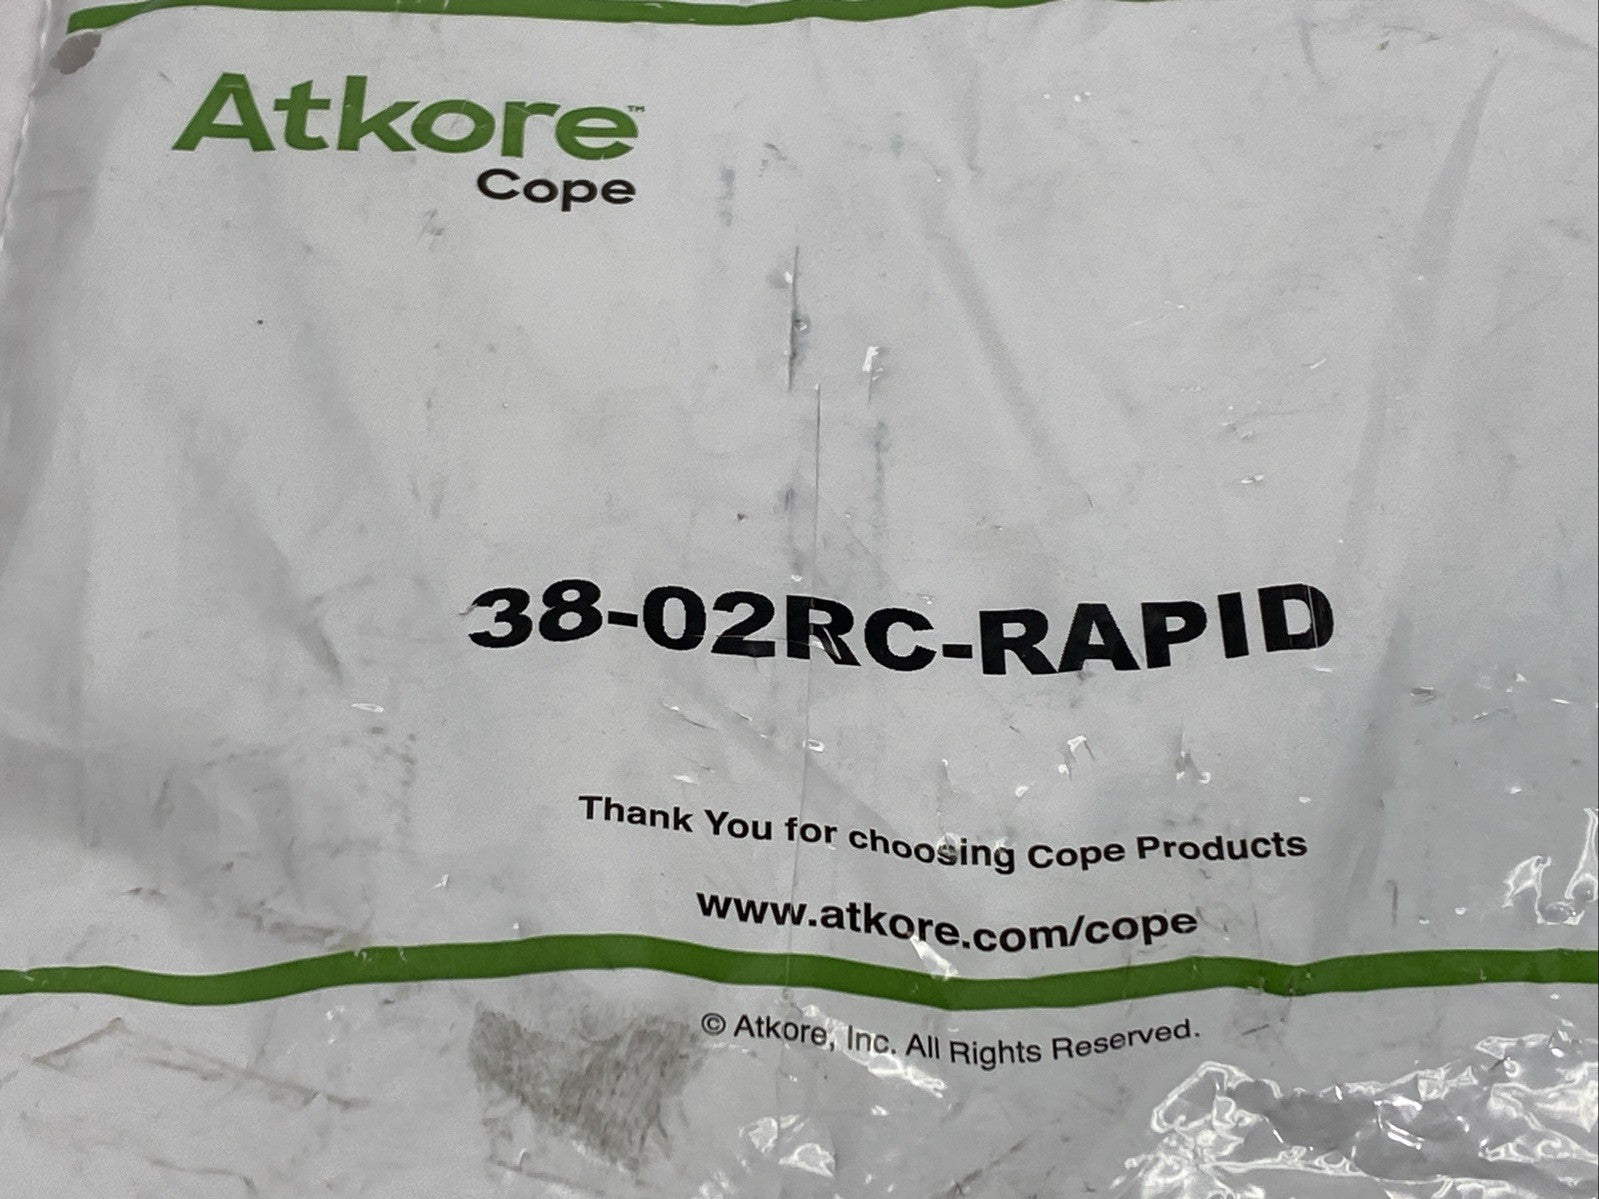 Atkore™
Cope
38-02RC-RAPID
Thank You for choosing Cope Products
www.atkore.com/cope
© Atkore, Inc. All Rights Reserved.